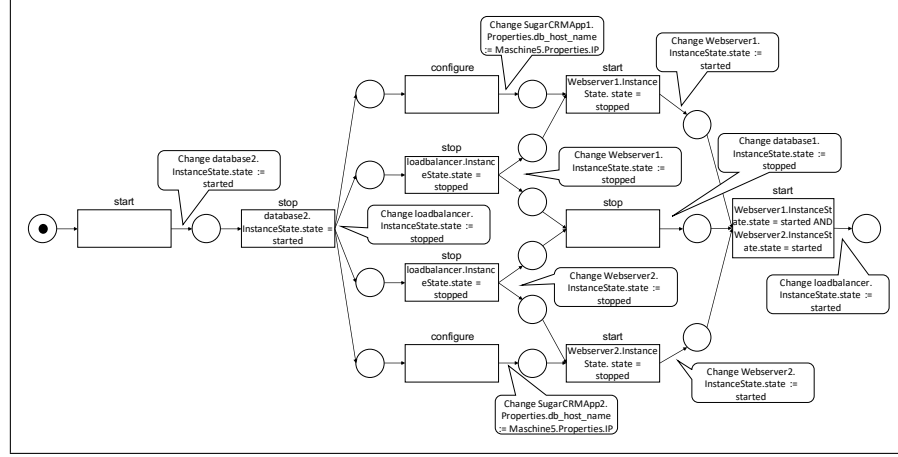 Change SugarCRMApp1.
Properties.db_host_name
:= Maschine5.Properties.IP
Change Webserver1.
InstanceState.state :=
started
configure
start
Webserver1.Instance
State. state =
stopped
Change database2.
InstanceState.state :=
started
stop
loadbalancer.Instanc
eState.state =
stopped
Change Webserver1.
InstanceState.state :=
stopped
Change database1.
InstanceState.state :=
stopped
start
stop
database2.
InstanceState.state =
started
Change loadbalancer.
InstanceState.state :=
stopped
stop
start
Webserver1.InstanceSt
ate.state = started AND
Webserver2.InstanceSt
ate.state = started
stop
loadbalancer.Instanc
eState.state =
stopped
Change Webserver2.
InstanceState.state :=
stopped
Change loadbalancer.
InstanceState.state :=
started
configure
start
Webserver2.Instance
State. state =
stopped
Change Webserver2.
InstanceState.state :=
started
Change SugarCRMApp2.
Properties.db_host_name
:= Maschine5.Properties.IP